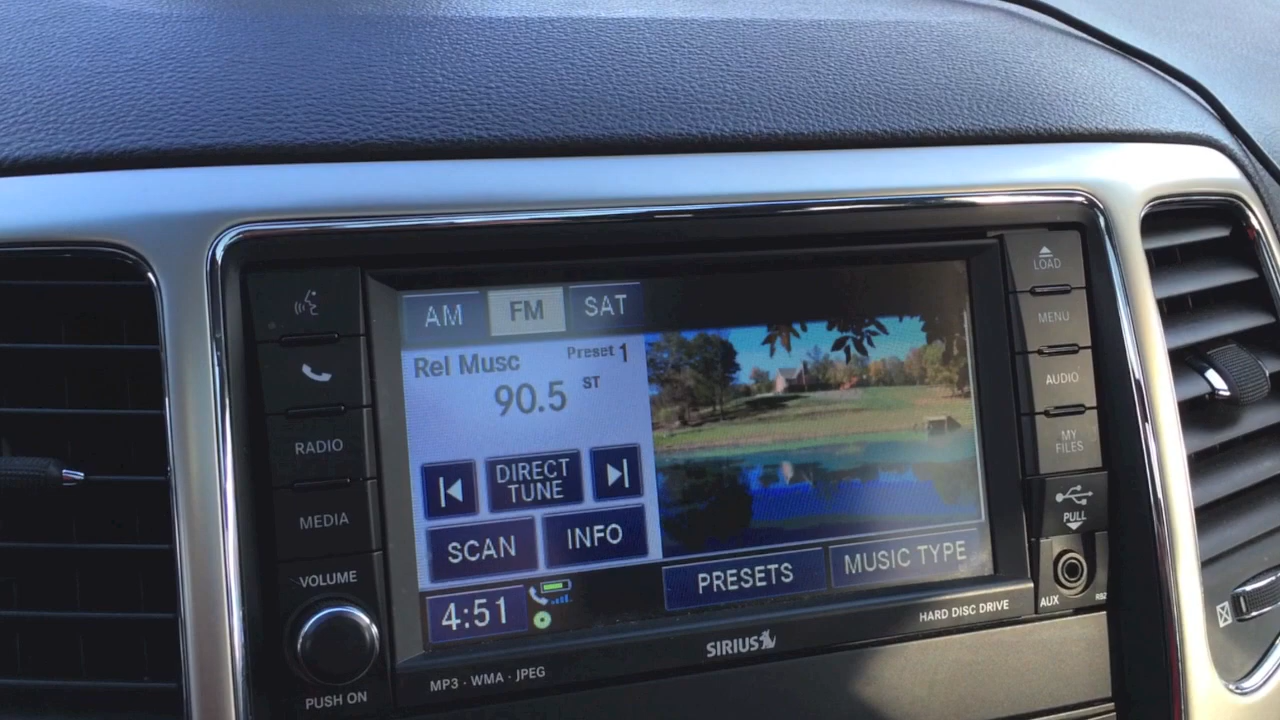 AM FM SAT
Rel Musc Preset 1
90.5 ST
DIRECT
TUNE
SCAN INFO
4:51 PRESETS MUSIC TYPE
RADIO
MEDIA
VOLUME
PUSH ON
LOAD
MENU
AUDIO
MY
FILES
PULL
AUX
HARD DISC DRIVE
SIRIUS
MP3 · WMA · JPEG